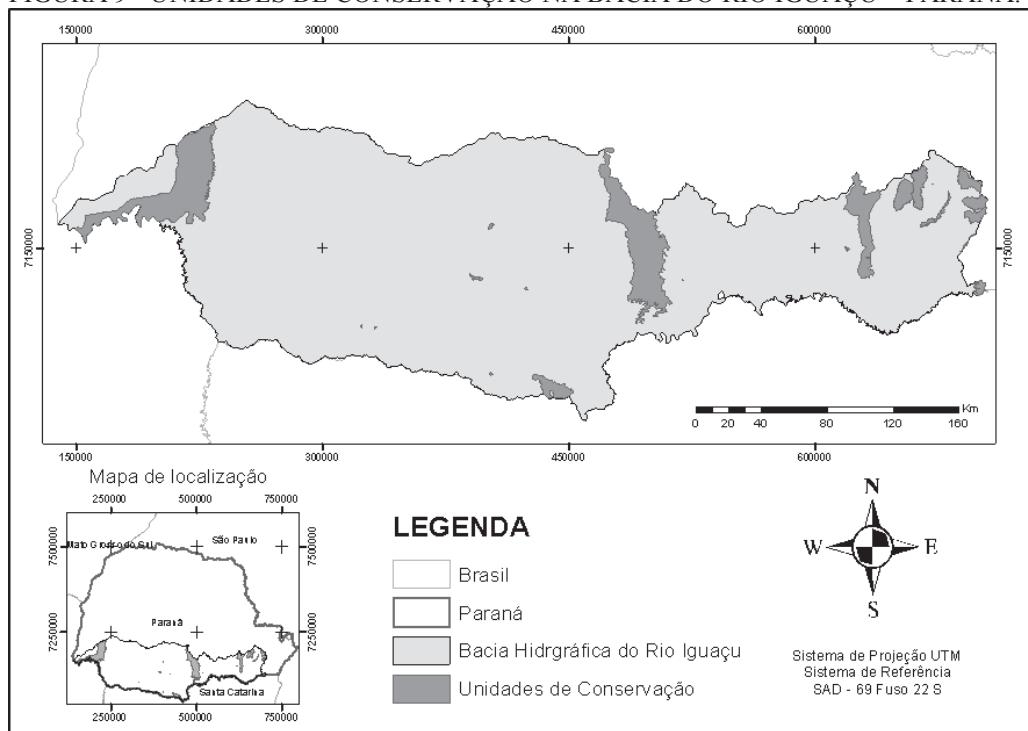 FIGURA 9 - UNIDADES DE CONSERVAÇÃO NA BACIA DO RIO IGUAÇU – PARANÁ.
150000 300000 450000 600000
7150000 7150000
Km
0 20 40 80 120 160
150000 300000 450000 600000
Mapa de localização
250000 500000 750000
Mato Grosso do Sul São Paulo
7500000 7500000
Paraná
7250000 7250000
Santa Catarina
250000 500000 750000
LEGENDA
Brasil
Paraná
Bacia Hidrgráfica do Rio Iguaçu
Unidades de Conservação
N
W E
S
Sistema de Projeção UTM
Sistema de Referência
SAD - 69 Fuso 22 S